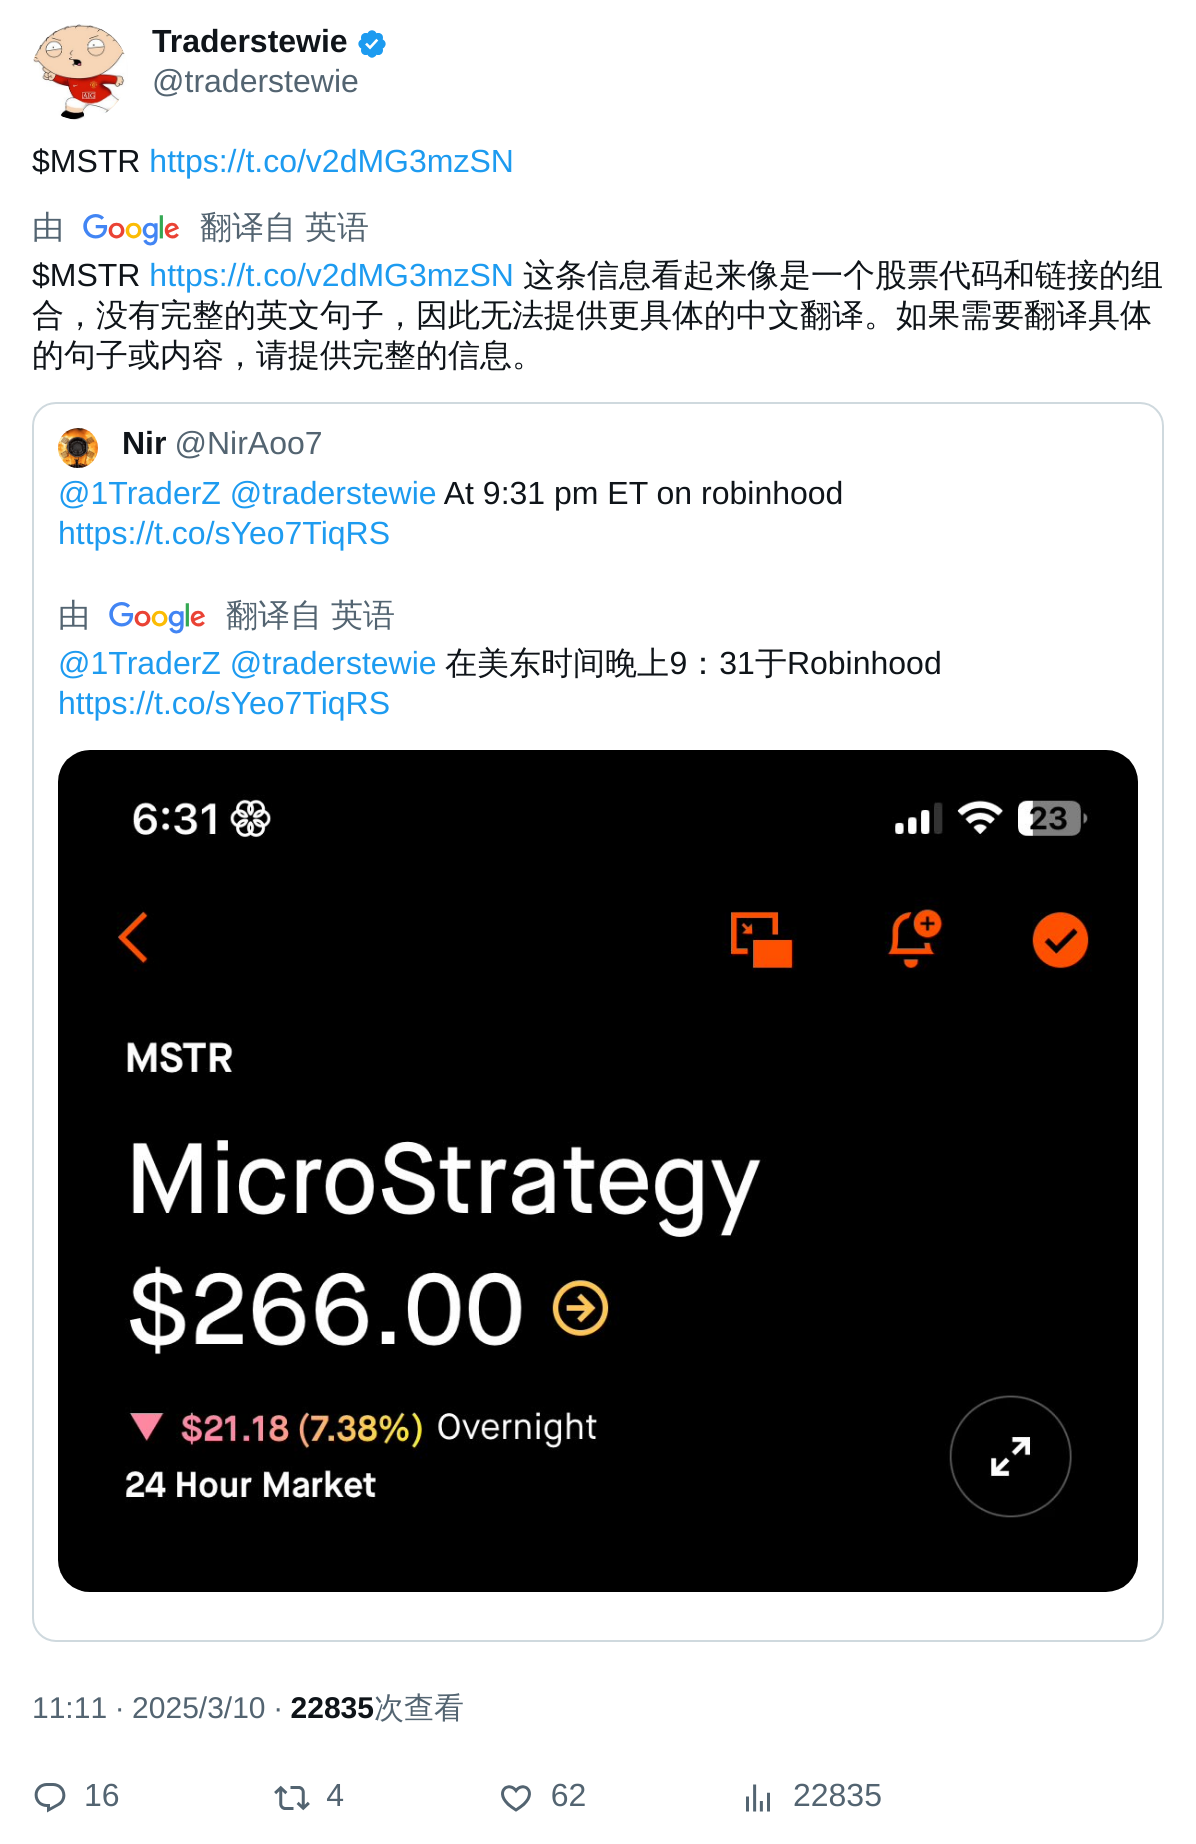 Traderstewie
@traderstewie
$MSTR https://t.co/v2dMG3mzSN
由 Google 翻译自 英语
$MSTR https://t.co/v2dMG3mzSN 这条信息看起来像是一个股票代码和链接的组
合，没有完整的英文句子，因此无法提供更具体的中文翻译。如果需要翻译具体
的句子或内容，请提供完整的信息。
Nir @NirAoo7
@1TraderZ @traderstewie At 9:31 pm ET on robinhood
https://t.co/sYeo7TiqRS
由 Google 翻译自 英语
@1TraderZ @traderstewie 在美东时间晚上9：31于Robinhood
https://t.co/sYeo7TiqRS
6:31 23
MSTR
MicroStrategy
$266.00
$21.18 (7.38%) Overnight
24 Hour Market
11:11 · 2025/3/10 · 22835次查看
16 4 62 22835